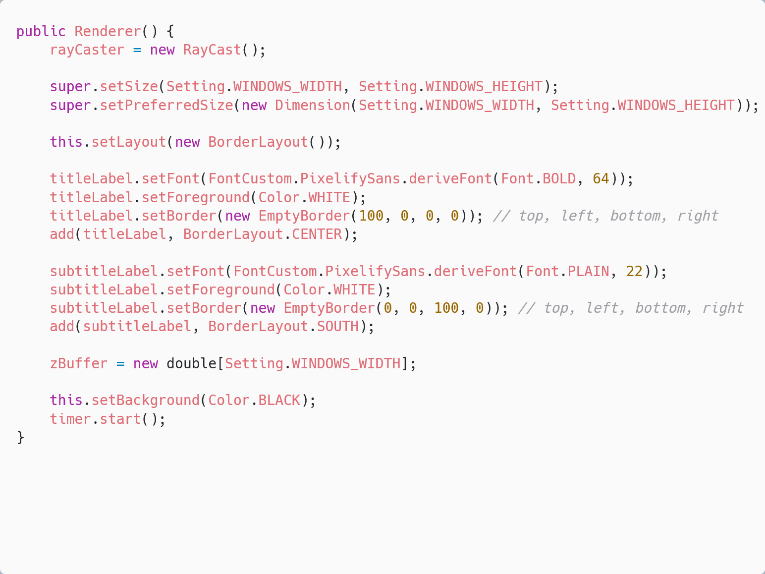 public Renderer() {
    rayCaster = new RayCast();

    super.setSize(Setting.WINDOWS_WIDTH, Setting.WINDOWS_HEIGHT);
    super.setPreferredSize(new Dimension(Setting.WINDOWS_WIDTH, Setting.WINDOWS_HEIGHT));

    this.setLayout(new BorderLayout());

    titleLabel.setFont(FontCustom.PixelifySans.deriveFont(Font.BOLD, 64));
    titleLabel.setForeground(Color.WHITE);
    titleLabel.setBorder(new EmptyBorder(100, 0, 0, 0)); // top, left, bottom, right
    add(titleLabel, BorderLayout.CENTER);

    subtitleLabel.setFont(FontCustom.PixelifySans.deriveFont(Font.PLAIN, 22));
    subtitleLabel.setForeground(Color.WHITE);
    subtitleLabel.setBorder(new EmptyBorder(0, 0, 100, 0)); // top, left, bottom, right
    add(subtitleLabel, BorderLayout.SOUTH);

    zBuffer = new double[Setting.WINDOWS_WIDTH];

    this.setBackground(Color.BLACK);
    timer.start();
}